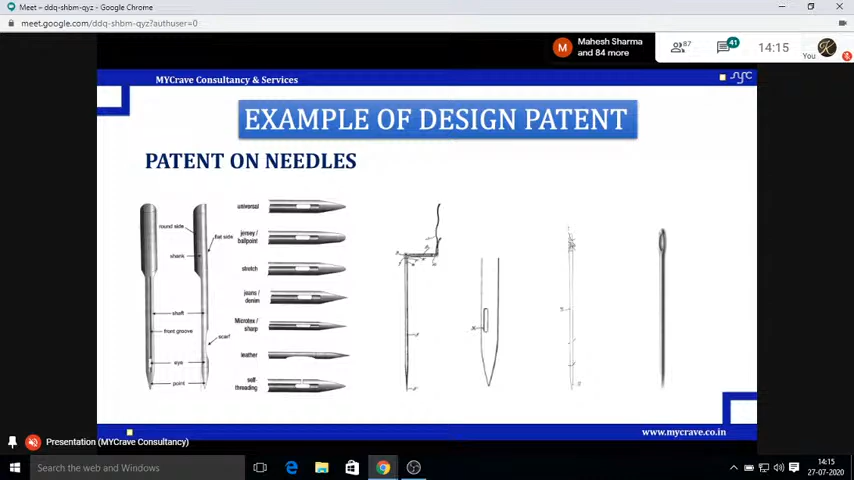 Meet – ddq-shbm-qyz - Google Chrome
meet.google.com/ddq-shbm-qyz?authuser=0
Mahesh Sharma
and 84 more
87
41
14:15
You
MYCrave Consultancy & Services
EXAMPLE OF DESIGN PATENT
PATENT ON NEEDLES
round side
flat side
shank
shaft
front groove
scarf
eye
point
universal
jersey /
ballpoint
stretch
jeans /
denim
Microtex /
sharp
leather
self-
threading
www.mycrave.co.in
Presentation (MYCrave Consultancy)
Search the web and Windows
14:15
27-07-2020